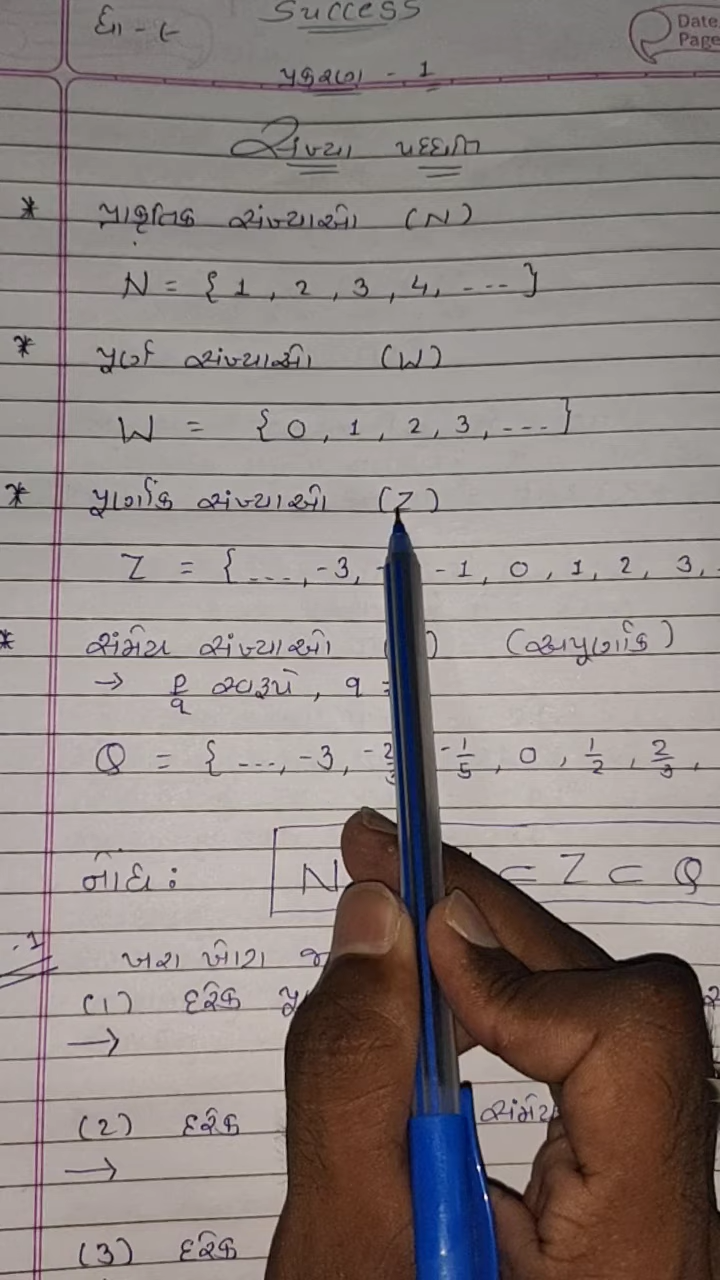 ધો - ૯
Success
Date
Page
પ્રકરણ - 1
સંખ્યા પદ્ધતિ
* પ્રાકૃતિક સંખ્યાઓ (N)
N = { 1 , 2 , 3 , 4, --- }
* પૂર્ણ સંખ્યાઓ (W)
W = { 0 , 1 , 2 , 3 , --- }
* પૂર્ણાંક સંખ્યાઓ (Z)
Z = { ---, -3, -1, 0, 1, 2, 3,
* સંમેય સંખ્યાઓ ) (અપૂર્ણાંક)
→ p/q સ્વરૂપે, q
Q = { ---, -3, -1/5, 0, 1/2, 2/3,
નોંધ : N ⊂ Z ⊂ Q
-1
ખરા ખોટા
(1) દરેક
→
(2) દરેક
→
(3) દરેક